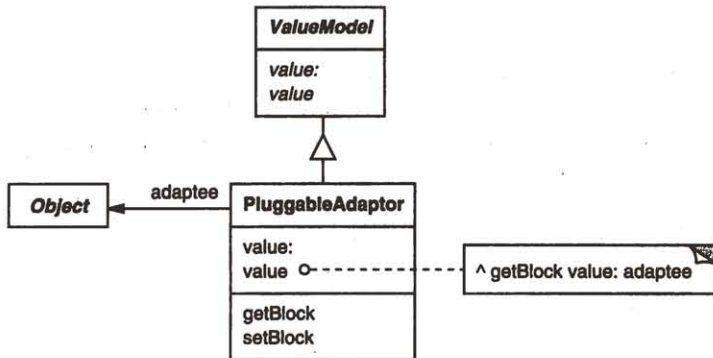 ValueModel
value:
value
adaptee
Object
PluggableAdaptor
value:
value
^ getBlock value: adaptee
getBlock
setBlock